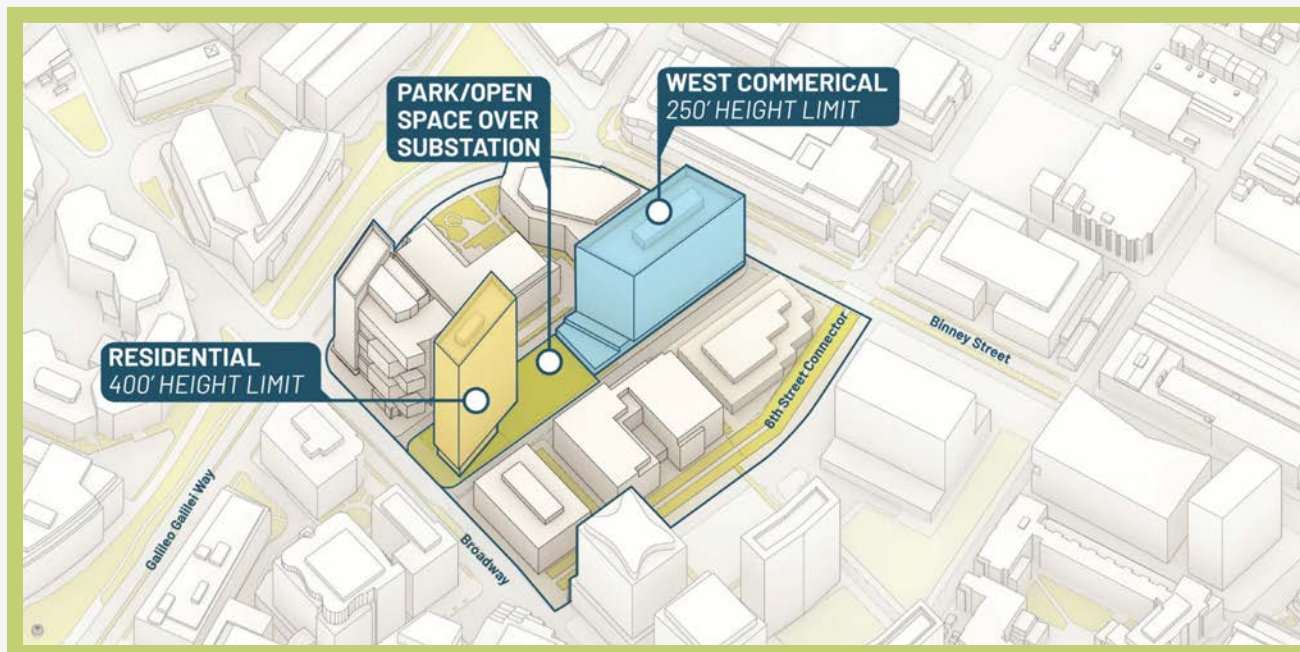 PARK/OPEN
SPACE OVER
SUBSTATION
WEST COMMERICAL
250' HEIGHT LIMIT
RESIDENTIAL
400' HEIGHT LIMIT
Binney Street
6th Street Connector
Galileo Galilei Way
Broadway